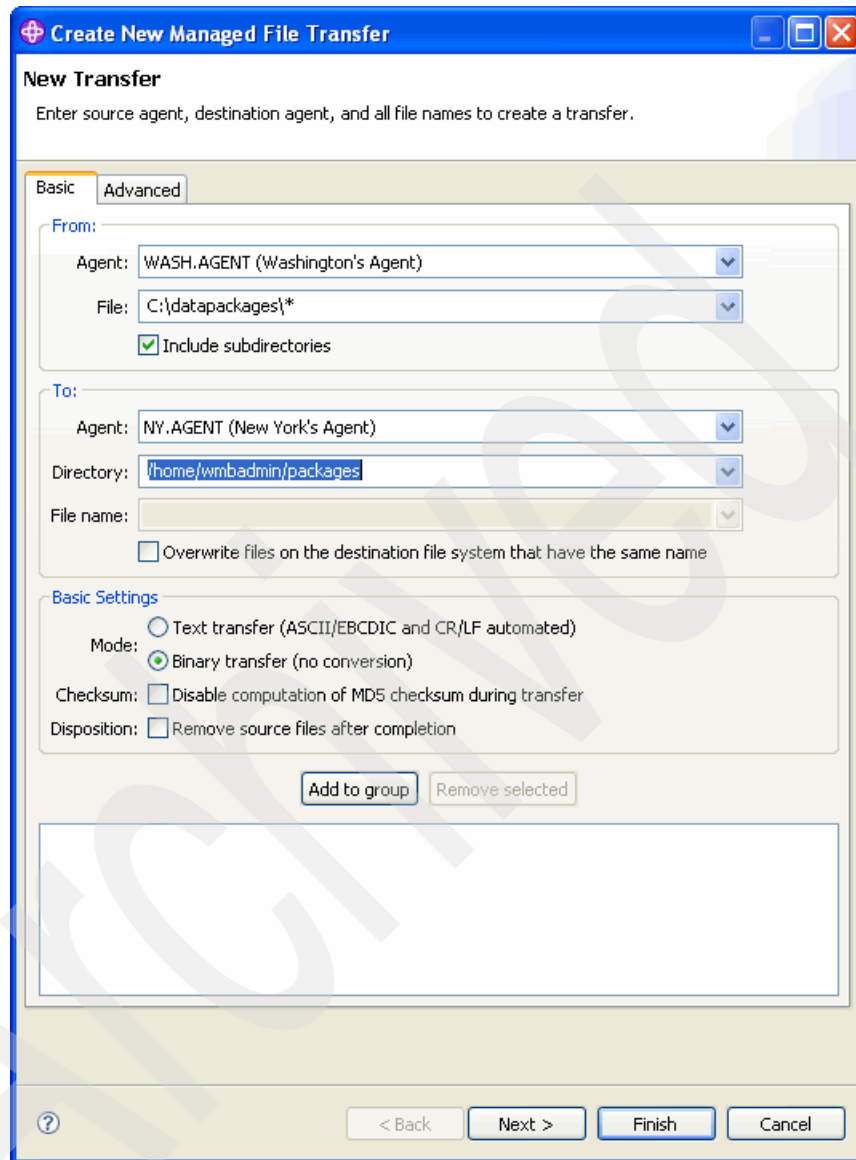 Create New Managed File Transfer
New Transfer
Enter source agent, destination agent, and all file names to create a transfer.
Basic Advanced
From:
Agent: WASH.AGENT (Washington's Agent)
File: C:\datapackages\*
Include subdirectories
To:
Agent: NY.AGENT (New York's Agent)
Directory: /home/wmbadmin/packages
File name:
Overwrite files on the destination file system that have the same name
Basic Settings
Mode: Text transfer (ASCII/EBCDIC and CR/LF automated)
Binary transfer (no conversion)
Checksum: Disable computation of MD5 checksum during transfer
Disposition: Remove source files after completion
Add to group Remove selected
? < Back Next > Finish Cancel
Archived